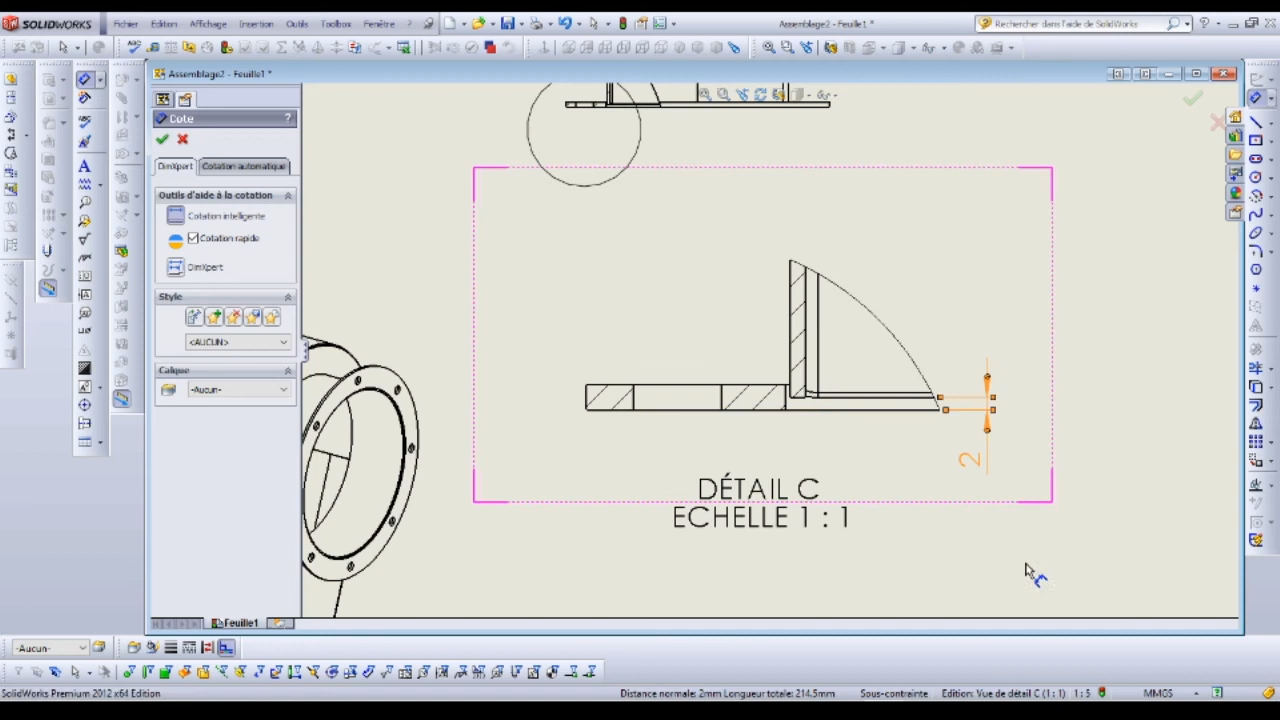 SOLIDWORKS Fichier Edition Affichage Insertion Outils Toolbox Fenêtre ? Assemblage2 - Feuille1 * Rechercher dans l'aide de SolidWorks
Assemblage2 - Feuille1 *
Cote ?
DimXpert Cotation automatique
Outils d'aide à la cotation
Cotation intelligente
Cotation rapide
DimXpert
Style
<AUCUN>
Calque
-Aucun-
2
DÉTAIL C
ECHELLE 1 : 1
Feuille1
-Aucun-
SolidWorks Premium 2012 x64 Edition Distance normale: 2mm Longueur totale: 214.5mm Sous-contrainte Edition: Vue de détail C (1 : 1) 1 : 5 MMGS